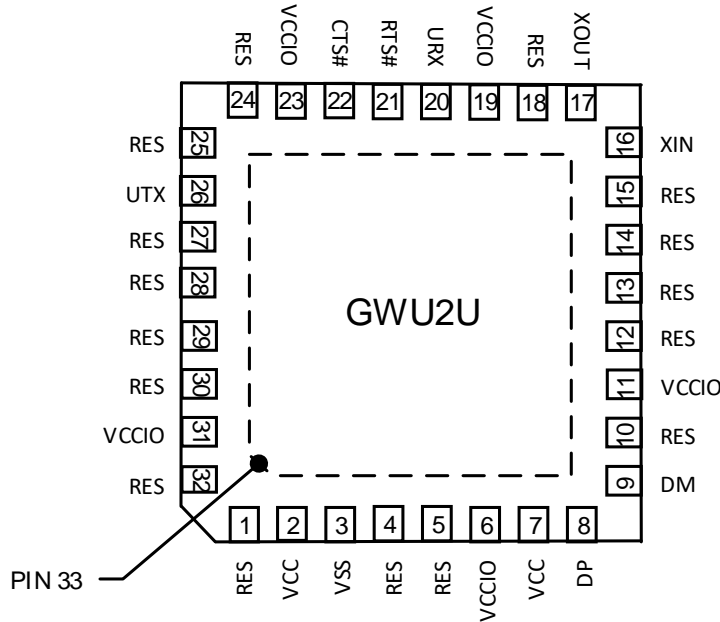 RES VCCIO CTS# RTS# URX VCCIO RES XOUT
24 23 22 21 20 19 18 17
RES 25
16 XIN
UTX 26
15 RES
RES 27
14 RES
RES 28
13 RES
GWU2U
RES 29
12 RES
RES 30
11 VCCIO
VCCIO 31
10 RES
RES 32
9 DM
1 2 3 4 5 6 7 8
RES VCC VSS RES RES VCCIO VCC DP
PIN 33